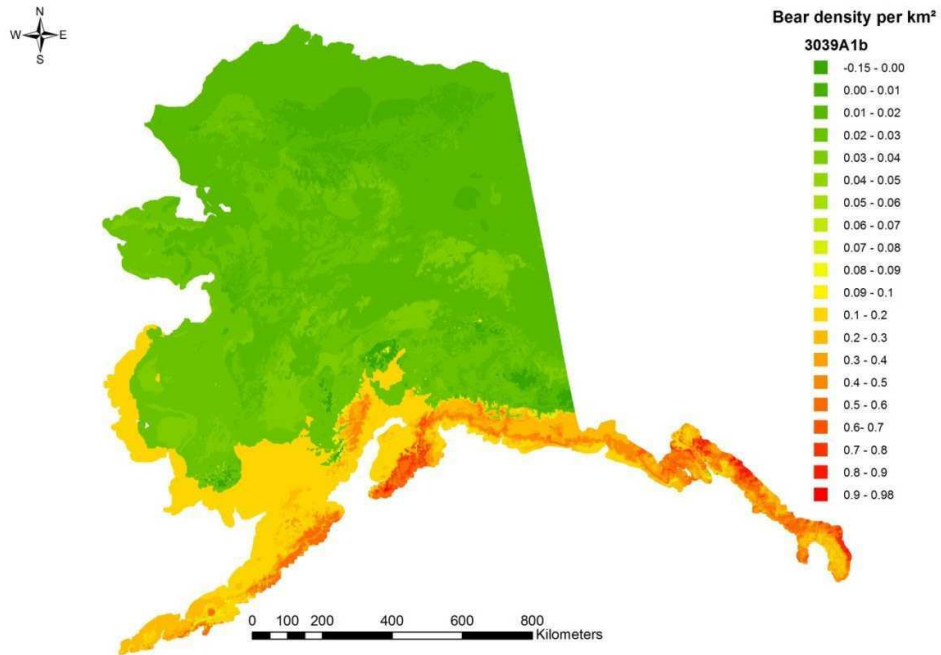 N
W E
S
Bear density per km²
3039A1b
-0.15 - 0.00
0.00 - 0.01
0.01 - 0.02
0.02 - 0.03
0.03 - 0.04
0.04 - 0.05
0.05 - 0.06
0.06 - 0.07
0.07 - 0.08
0.08 - 0.09
0.09 - 0.1
0.1 - 0.2
0.2 - 0.3
0.3 - 0.4
0.4 - 0.5
0.5 - 0.6
0.6- 0.7
0.7 - 0.8
0.8 - 0.9
0.9 - 0.98
0 100 200 400 600 800
Kilometers